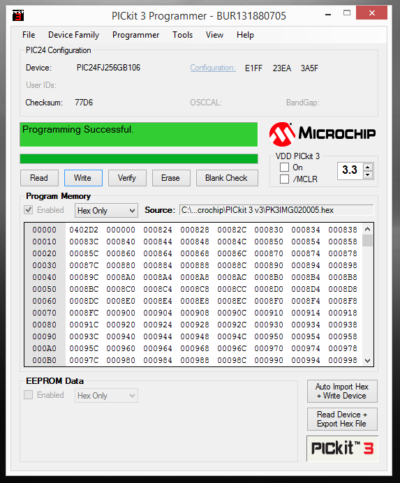 PICkit 3 Programmer - BUR131880705
File Device Family Programmer Tools View Help
PIC24 Configuration
Device: PIC24FJ256GB106 Configuration: E1FF 23EA 3A5F
User IDs:
Checksum: 77D6 OSCCAL: BandGap:
Programming Successful.
MICROCHIP
VDD PICkit 3
On
/MCLR
3.3
Read Write Verify Erase Blank Check
Program Memory
Enabled Hex Only Source: C:\...crochip\PICkit 3 v3\PK3IMG020005.hex
00000 0402D2 000000 000824 000828 00082C 000830 000834 000838
00010 00083C 000840 000844 000848 00084C 000850 000854 000858
00020 00085C 000860 000864 000868 00086C 000870 000874 000878
00030 00087C 000880 000884 000888 00088C 000890 000894 000898
00040 00089C 0008A0 0008A4 0008A8 0008AC 0008B0 0008B4 0008B8
00050 0008BC 0008C0 0008C4 0008C8 0008CC 0008D0 0008D4 0008D8
00060 0008DC 0008E0 0008E4 0008E8 0008EC 0008F0 0008F4 0008F8
00070 0008FC 000900 000904 000908 00090C 000910 000914 000918
00080 00091C 000920 000924 000928 00092C 000930 000934 000938
00090 00093C 000940 000944 000948 00094C 000950 000954 000958
000A0 00095C 000960 000964 000968 00096C 000970 000974 000978
000B0 00097C 000980 000984 000988 00098C 000990 000994 000998
EEPROM Data
Enabled Hex Only
Auto Import Hex
+ Write Device
Read Device +
Export Hex File
PICkit™ 3